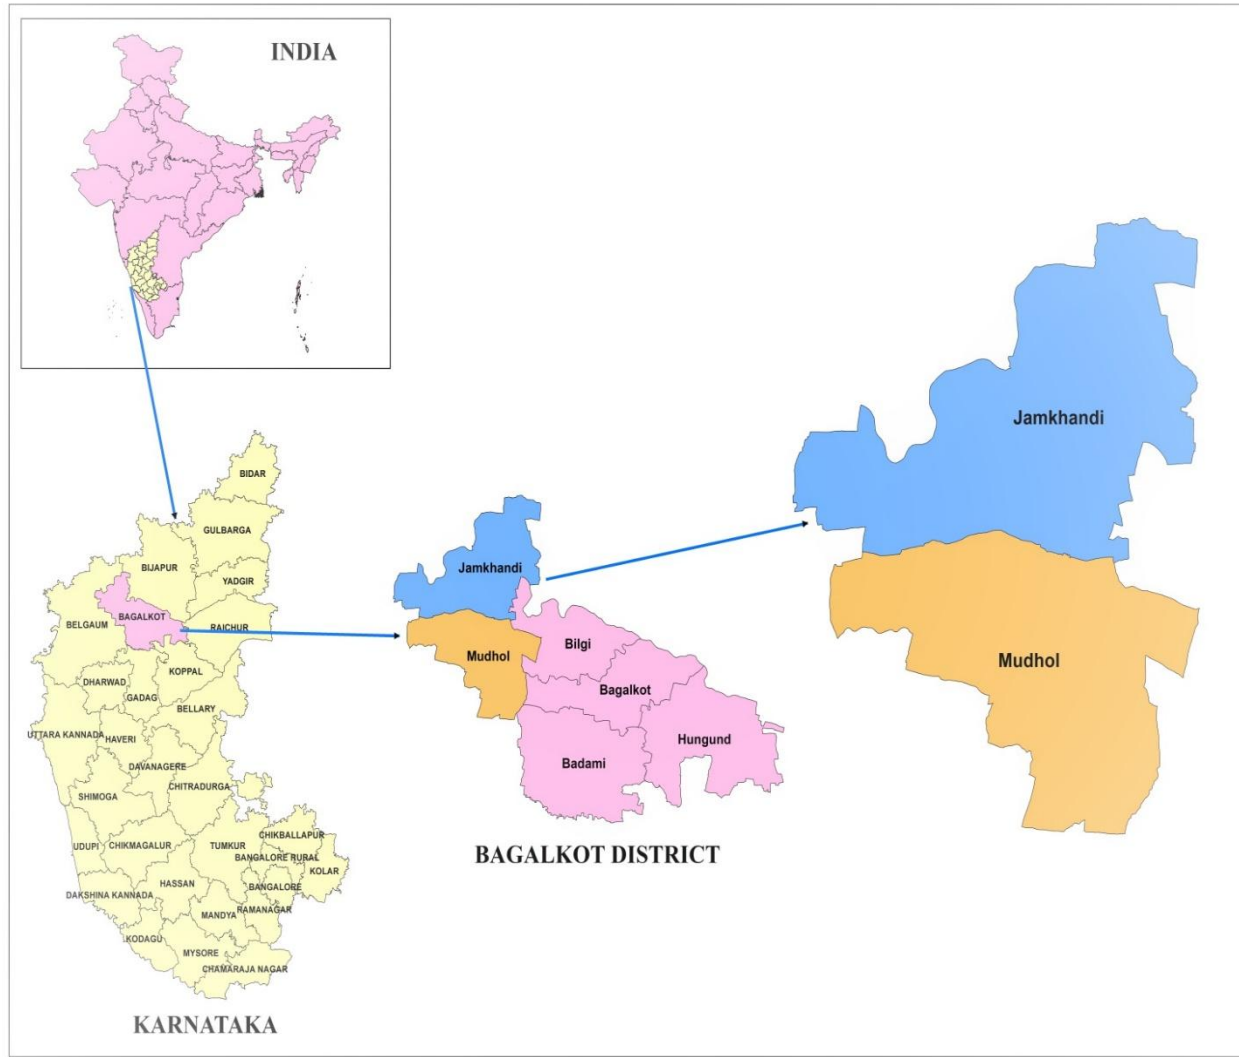 INDIA
BIDAR
GULBARGA
BIJAPUR
YADGIR
BAGALKOT
BELGAUM
RAICHUR
KOPPAL
DHARWAD
GADAG
BELLARY
UTTARA KANNADA
HAVERI
DAVANAGERE
CHITRADURGA
SHIMOGA
CHIKBALLAPUR
UDUPI
CHIKMAGALUR
TUMKUR
BANGALORE RURAL
KOLAR
HASSAN
BANGALORE
DAKSHINA KANNADA
MANDYA
RAMANAGAR
KODAGU
MYSORE
CHAMARAJA NAGAR
KARNATAKA
Jamkhandi
Bilgi
Mudhol
Bagalkot
Hungund
Badami
BAGALKOT DISTRICT
Jamkhandi
Mudhol